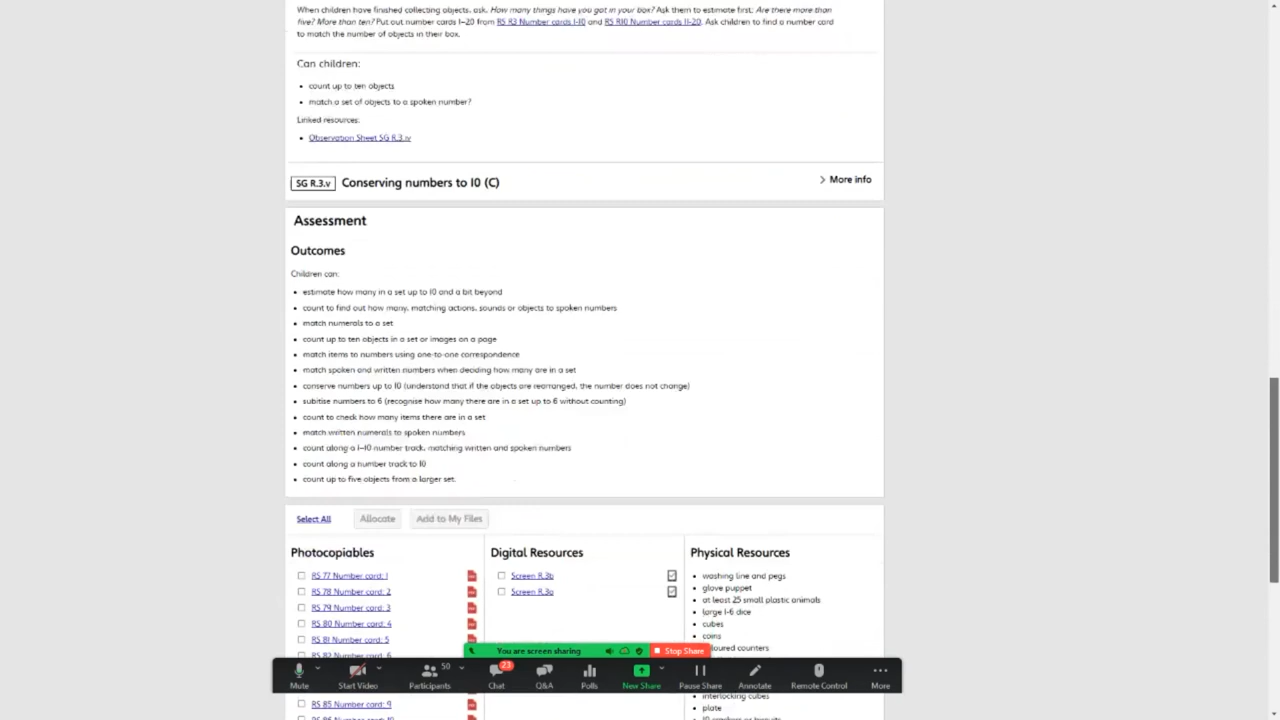 When children have finished collecting objects, ask, How many things have you got in your box? Ask them to estimate first: Are there more than
five? More than ten? Put out number cards 1–20 from RS R3 Number cards 1-10 and RS R10 Number cards 11-20. Ask children to find a number card
to match the number of objects in their box.
Can children:
• count up to ten objects
• match a set of objects to a spoken number?
Linked resources:
• Observation Sheet SG R.3.iv
SG R.3.v Conserving numbers to 10 (C)
> More info
Assessment
Outcomes
Children can:
• estimate how many in a set up to 10 and a bit beyond
• count to find out how many, matching actions, sounds or objects to spoken numbers
• match numerals to a set
• count up to ten objects in a set or images on a page
• match items to numbers using one-to-one correspondence
• match spoken and written numbers when deciding how many are in a set
• conserve numbers up to 10 (understand that if the objects are rearranged, the number does not change)
• subitise numbers to 6 (recognise how many there are in a set up to 6 without counting)
• count to check how many items there are in a set
• match written numerals to spoken numbers
• count along a 1–10 number track, matching written and spoken numbers
• count along a number track to 10
• count up to five objects from a larger set.
Select All Allocate Add to My Files
Photocopiables
RS 77 Number card: 1
RS 78 Number card: 2
RS 79 Number card: 3
RS 80 Number card: 4
RS 81 Number card: 5
RS 82 Number card: 6
RS 85 Number card: 9
Digital Resources
Screen R.3b
Screen R.3a
Physical Resources
• washing line and pegs
• glove puppet
• at least 25 small plastic animals
• large 1-6 dice
• cubes
• coins
counters
• interlocking cubes
• plate
You are screen sharing Stop Share
50 23
Mute Start Video Participants Chat Q&A Polls New Share Pause Share Annotate Remote Control More